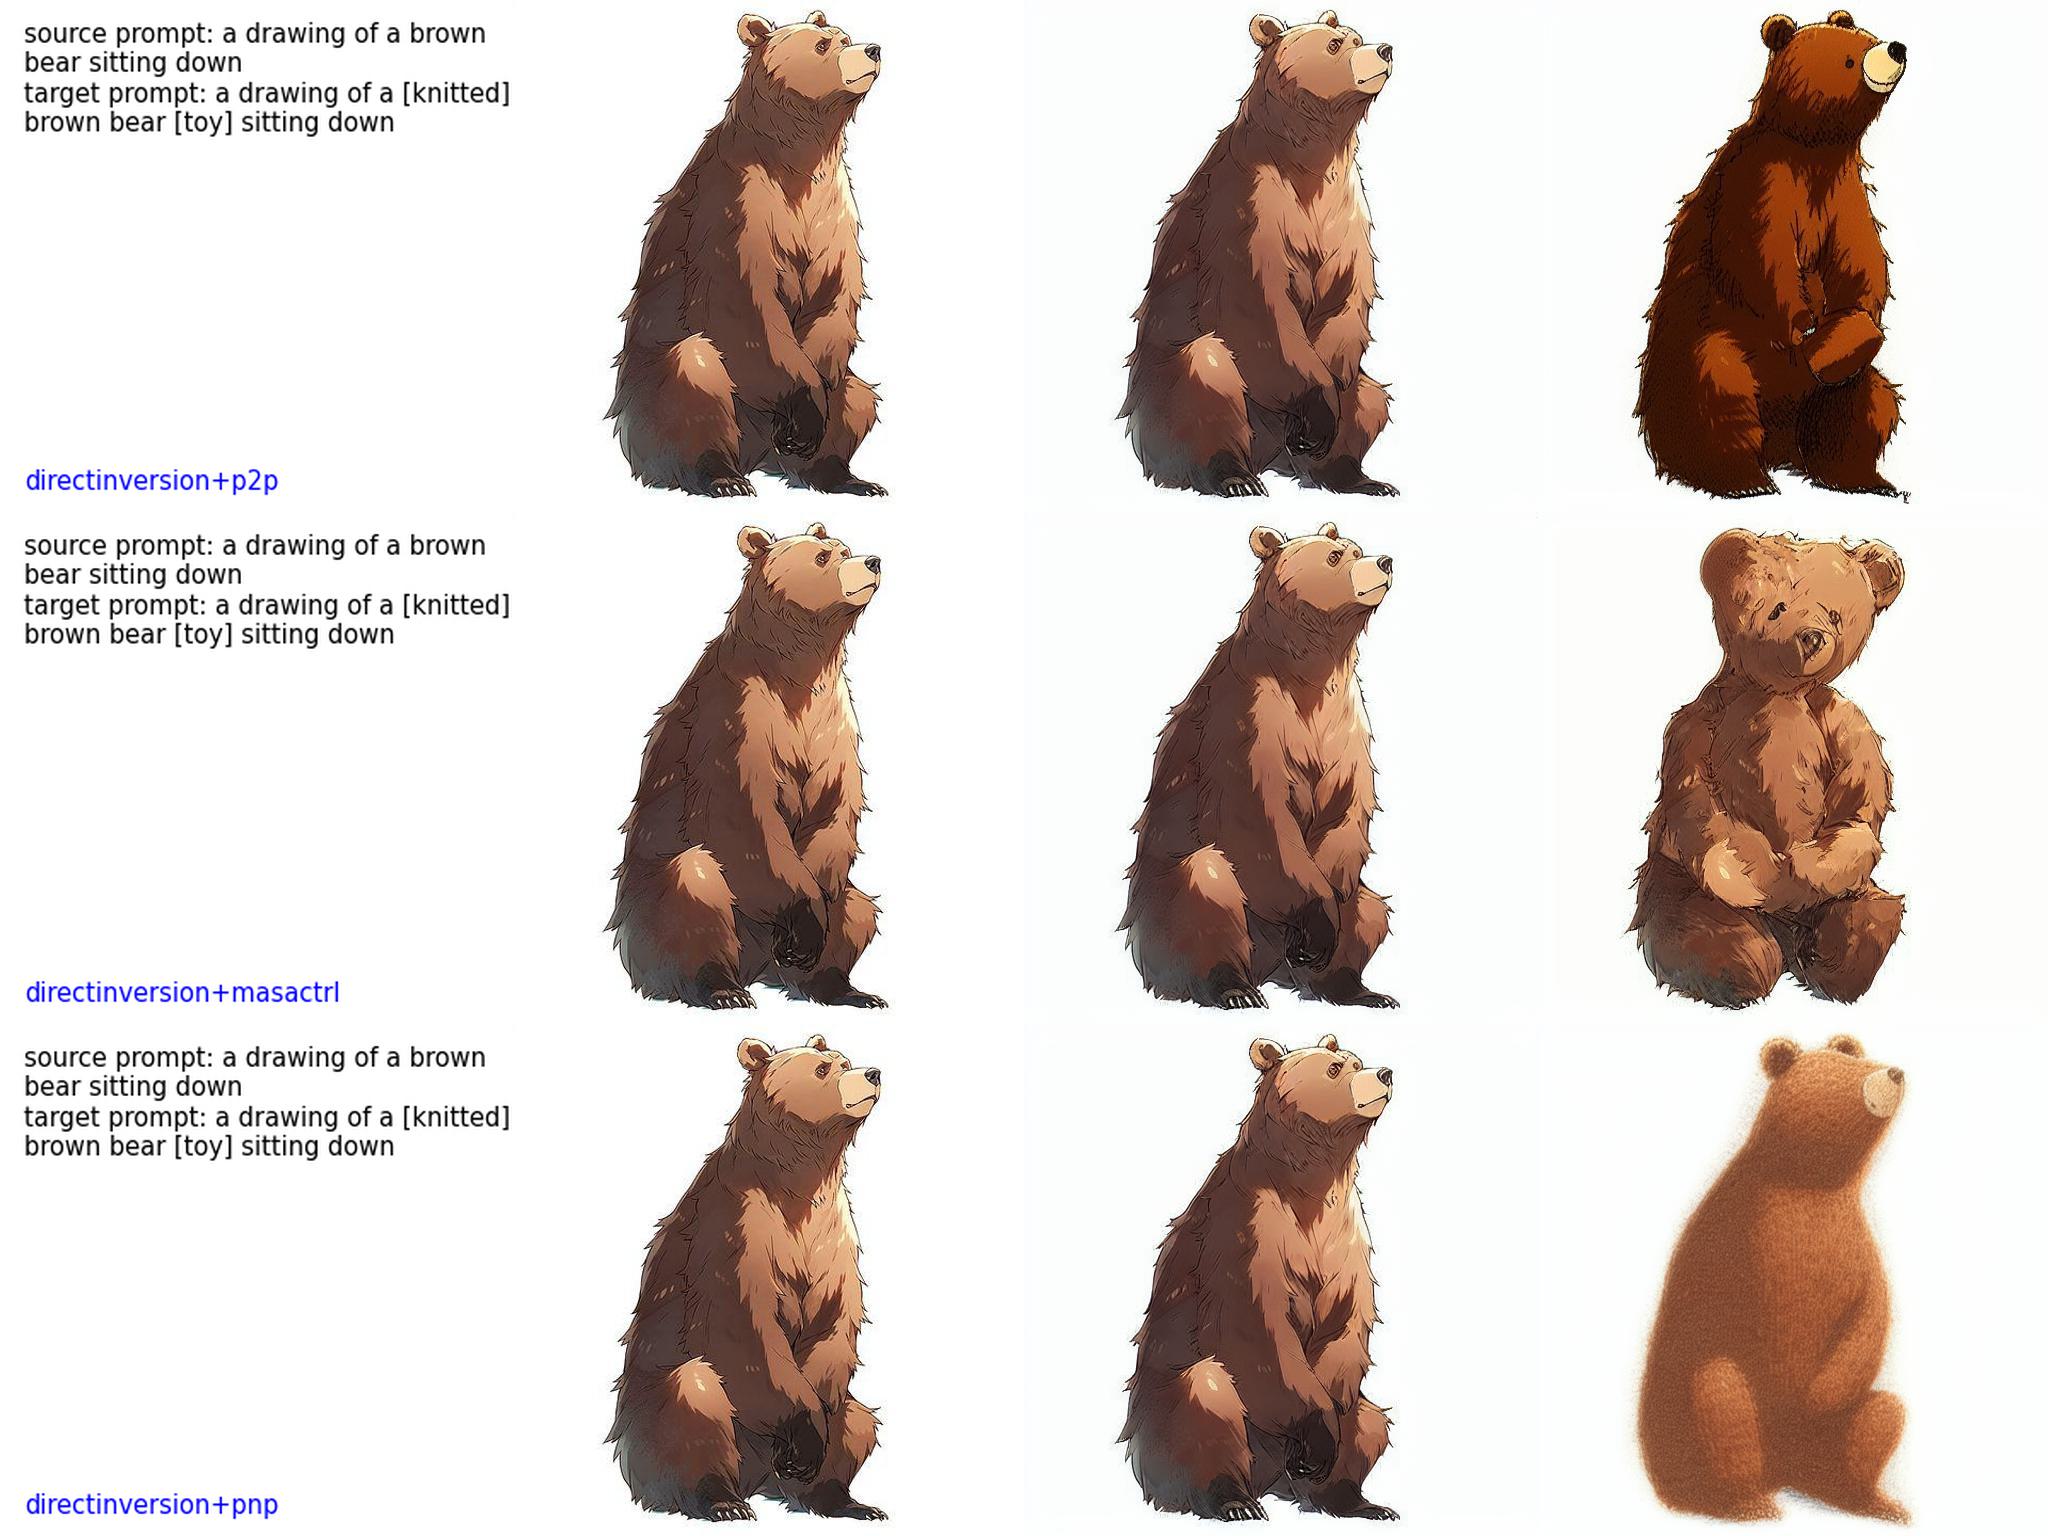 source prompt: a drawing of a brown
bear sitting down
target prompt: a drawing of a [knitted]
brown bear [toy] sitting down
directinversion+p2p
source prompt: a drawing of a brown
bear sitting down
target prompt: a drawing of a [knitted]
brown bear [toy] sitting down
directinversion+masactrl
source prompt: a drawing of a brown
bear sitting down
target prompt: a drawing of a [knitted]
brown bear [toy] sitting down
directinversion+pnp